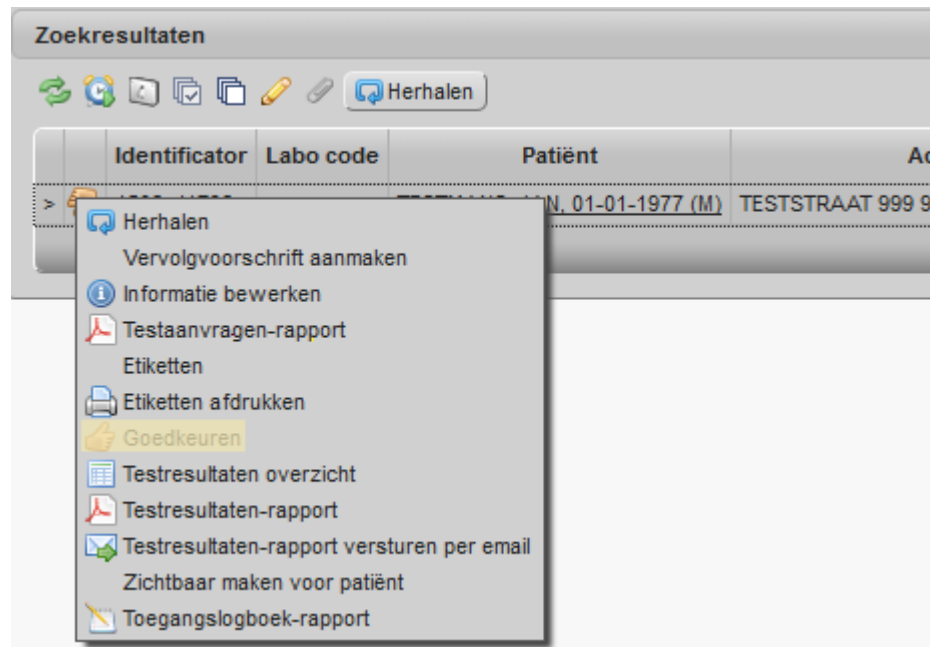 Zoekresultaten
Herhalen
Identificator Labo code Patiënt
> N, 01-01-1977 (M) TESTSTRAAT 999 9
Herhalen
Vervolgvoorschrift aanmaken
Informatie bewerken
Testaanvragen-rapport
Etiketten
Etiketten afdrukken
Goedkeuren
Testresultaten overzicht
Testresultaten-rapport
Testresultaten-rapport versturen per email
Zichtbaar maken voor patiënt
Toegangslogboek-rapport